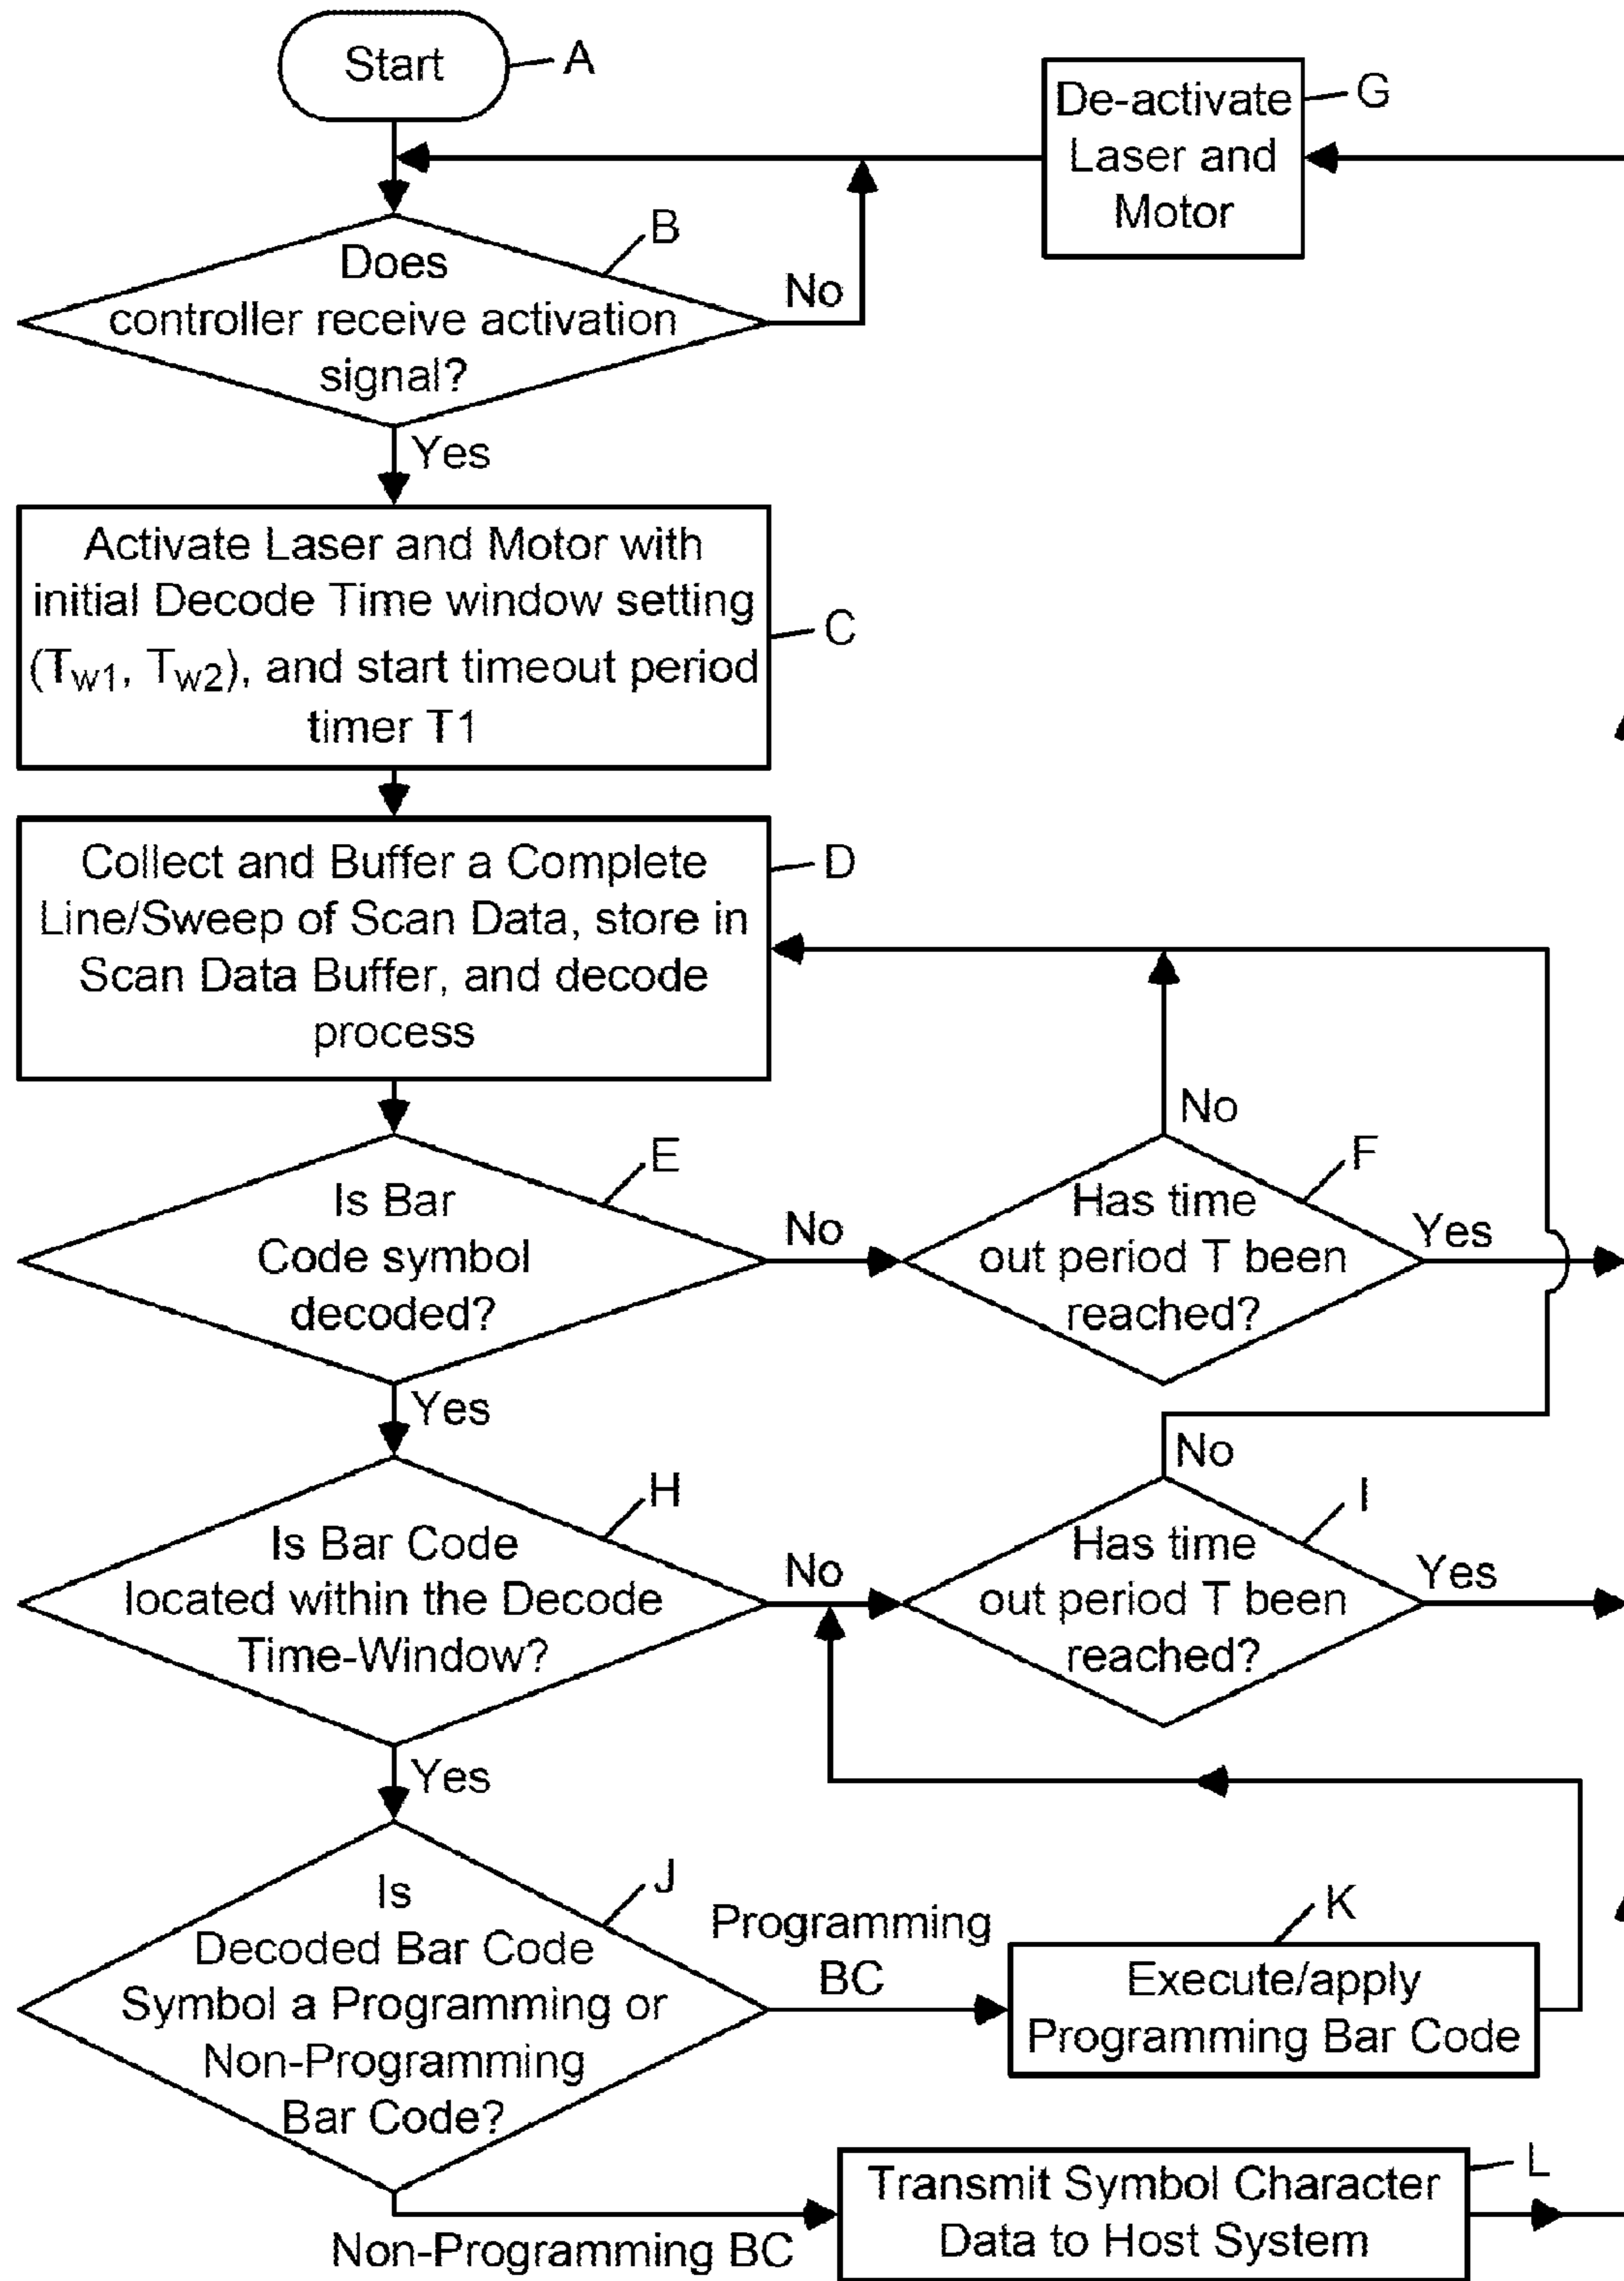 Start
A
De-activate
Laser and
Motor
G
Does
controller receive activation
signal?
B
No
Yes
Activate Laser and Motor with
initial Decode Time window setting
(Tw1, Tw2), and start timeout period
timer T1
C
Collect and Buffer a Complete
Line/Sweep of Scan Data, store in
Scan Data Buffer, and decode
process
D
Is Bar
Code symbol
decoded?
E
No
Has time
out period T been
reached?
F
No
Yes
Yes
Is Bar Code
located within the Decode
Time-Window?
H
No
Has time
out period T been
reached?
I
No
Yes
Yes
Is
Decoded Bar Code
Symbol a Programming or
Non-Programming
Bar Code?
J
Programming
BC
Execute/apply
Programming Bar Code
K
Non-Programming BC
Transmit Symbol Character
Data to Host System
L